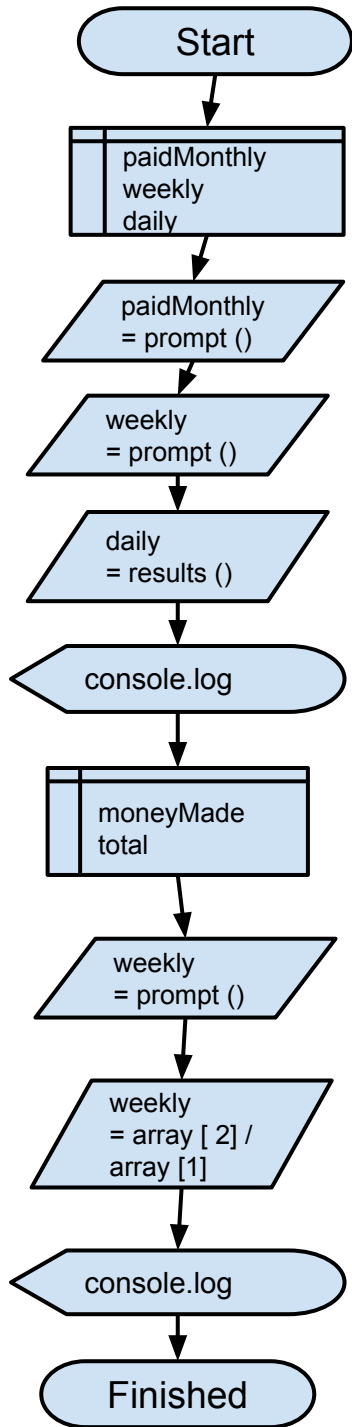 Start
paidMonthly
weekly
daily
paidMonthly
= prompt ()
weekly
= prompt ()
daily
= results ()
console.log
moneyMade
total
weekly
= prompt ()
weekly
= array [ 2] /
array [1]
console.log
Finished